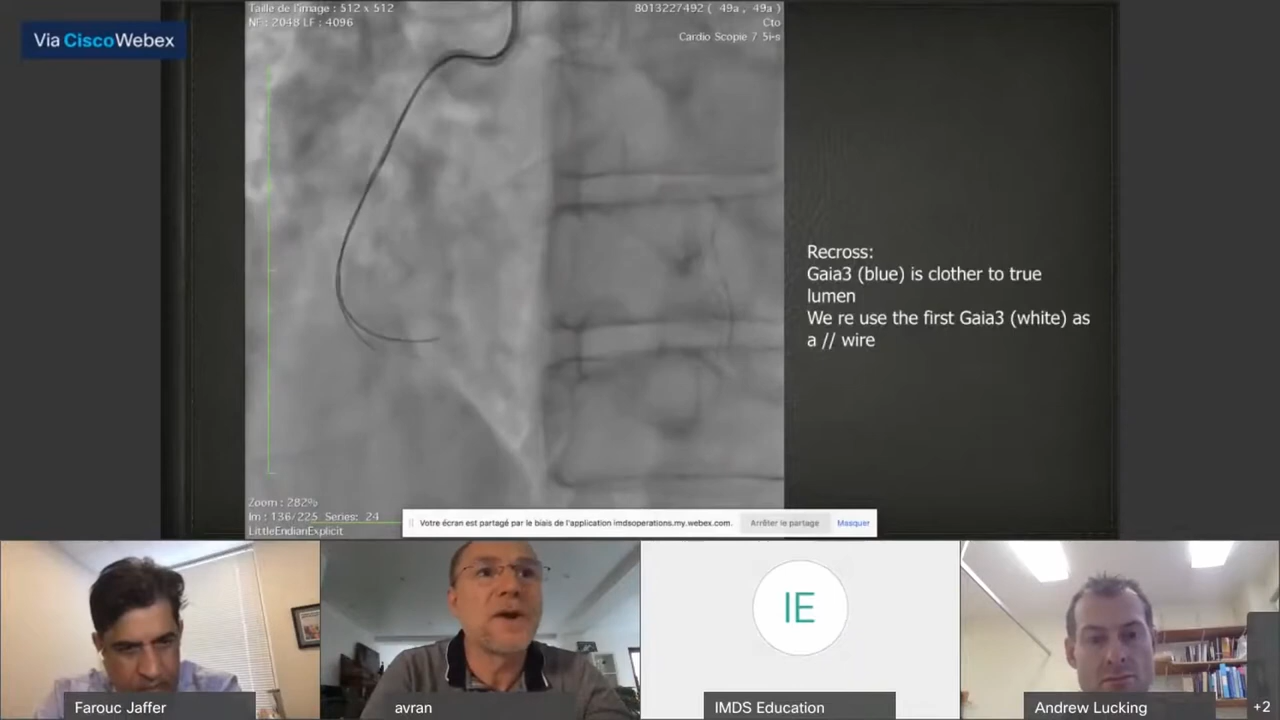 Via CiscoWebex
Taille de l'image : 512 x 512
NF : 2048 LF : 4096
8013227492 ( 49a , 49a )
Cto
Cardio Scopie 7 5i-s
Recross:
Gaia3 (blue) is clother to true
lumen
We re use the first Gaia3 (white) as
a // wire
Zoom : 282%
Im : 136/225 Series: 24
LittleEndianExplicit
Votre écran est partagé par le biais de l'application imdsoperations.my.webex.com.
Arrêter le partage
Masquer
IE
Farouc Jaffer
avran
IMDS Education
Andrew Lucking
+2